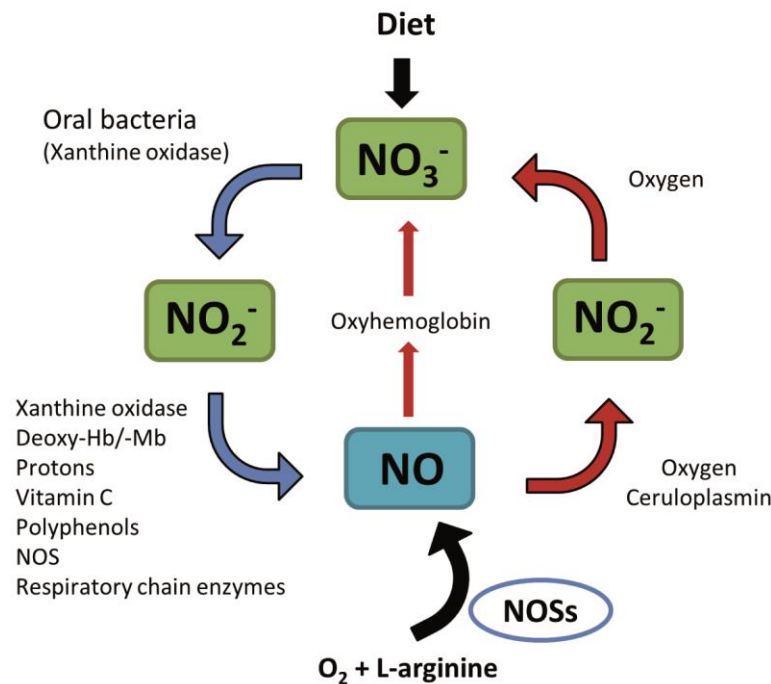 Diet
Oral bacteria
(Xanthine oxidase)
NO₃⁻
Oxygen
NO₂⁻
Oxyhemoglobin
NO₂⁻
Xanthine oxidase
Deoxy-Hb/-Mb
Protons
Vitamin C
Polyphenols
NOS
Respiratory chain enzymes
NO
Oxygen
Ceruloplasmin
NOSs
O₂ + L-arginine